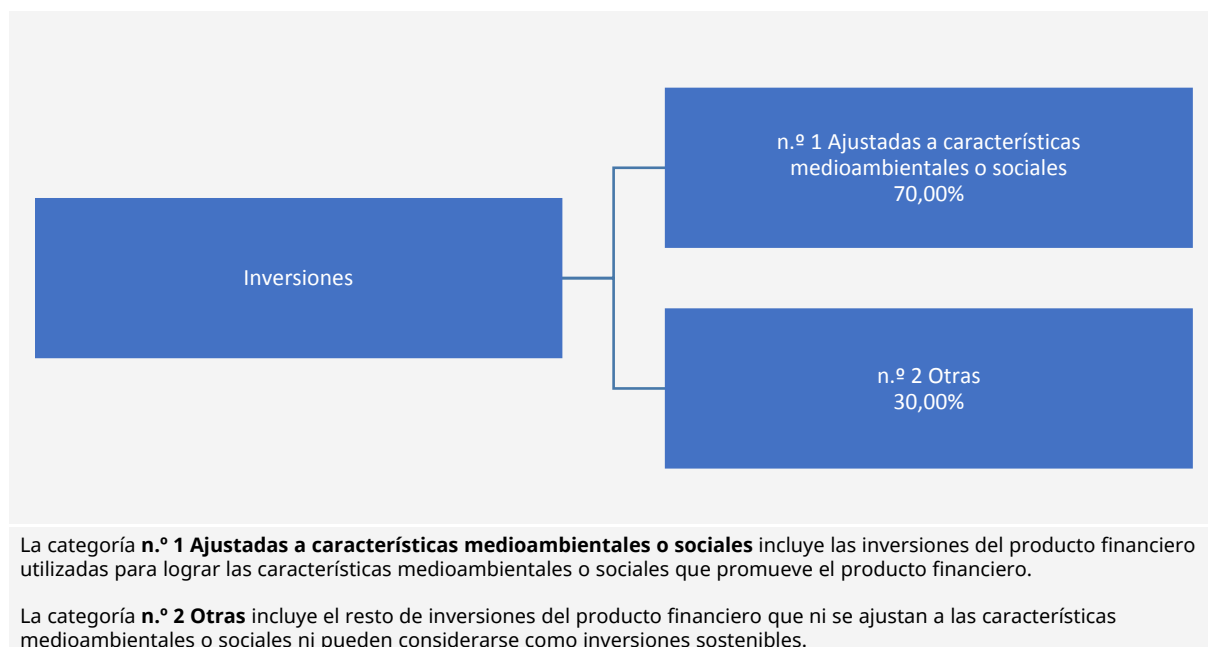 n.º 1 Ajustadas a características
medioambientales o sociales
70,00%
Inversiones
n.º 2 Otras
30,00%
La categoría n.º 1 Ajustadas a características medioambientales o sociales incluye las inversiones del producto financiero
utilizadas para lograr las características medioambientales o sociales que promueve el producto financiero.
La categoría n.º 2 Otras incluye el resto de inversiones del producto financiero que ni se ajustan a las características
medioambientales o sociales ni pueden considerarse como inversiones sostenibles.